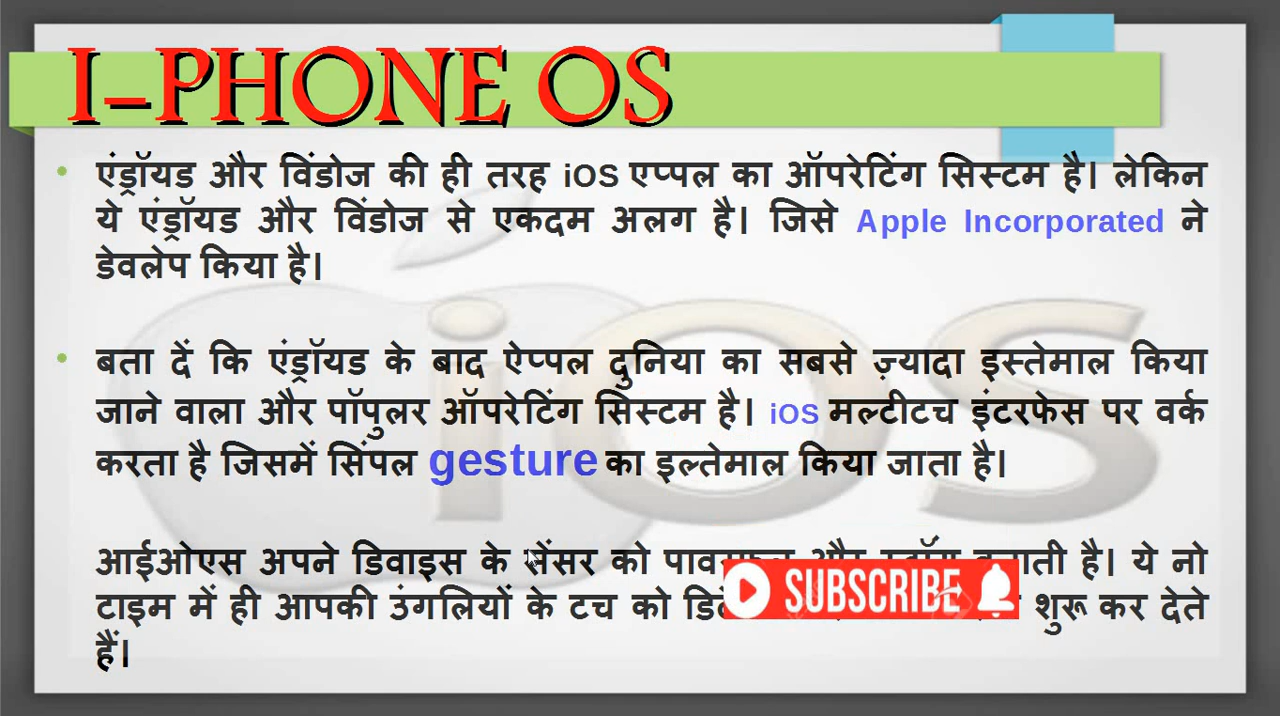 I-PHONE OS
• एंड्रॉयड और विंडोज की ही तरह iOS एप्पल का ऑपरेटिंग सिस्टम है। लेकिन
ये एंड्रॉयड और विंडोज से एकदम अलग है। जिसे Apple Incorporated ने
डेवलेप किया है।
• बता दें कि एंड्रॉयड के बाद ऐप्पल दुनिया का सबसे ज़्यादा इस्तेमाल किया
जाने वाला और पॉपुलर ऑपरेटिंग सिस्टम है। iOS मल्टीटच इंटरफेस पर वर्क
करता है जिसमें सिंपल gesture का इल्तेमाल किया जाता है।
आईओएस अपने डिवाइस के सेंसर को और है। ये नो
टाइम में ही आपकी उंगलियों के टच को शुरू कर देते
हैं।
SUBSCRIBE
iOS